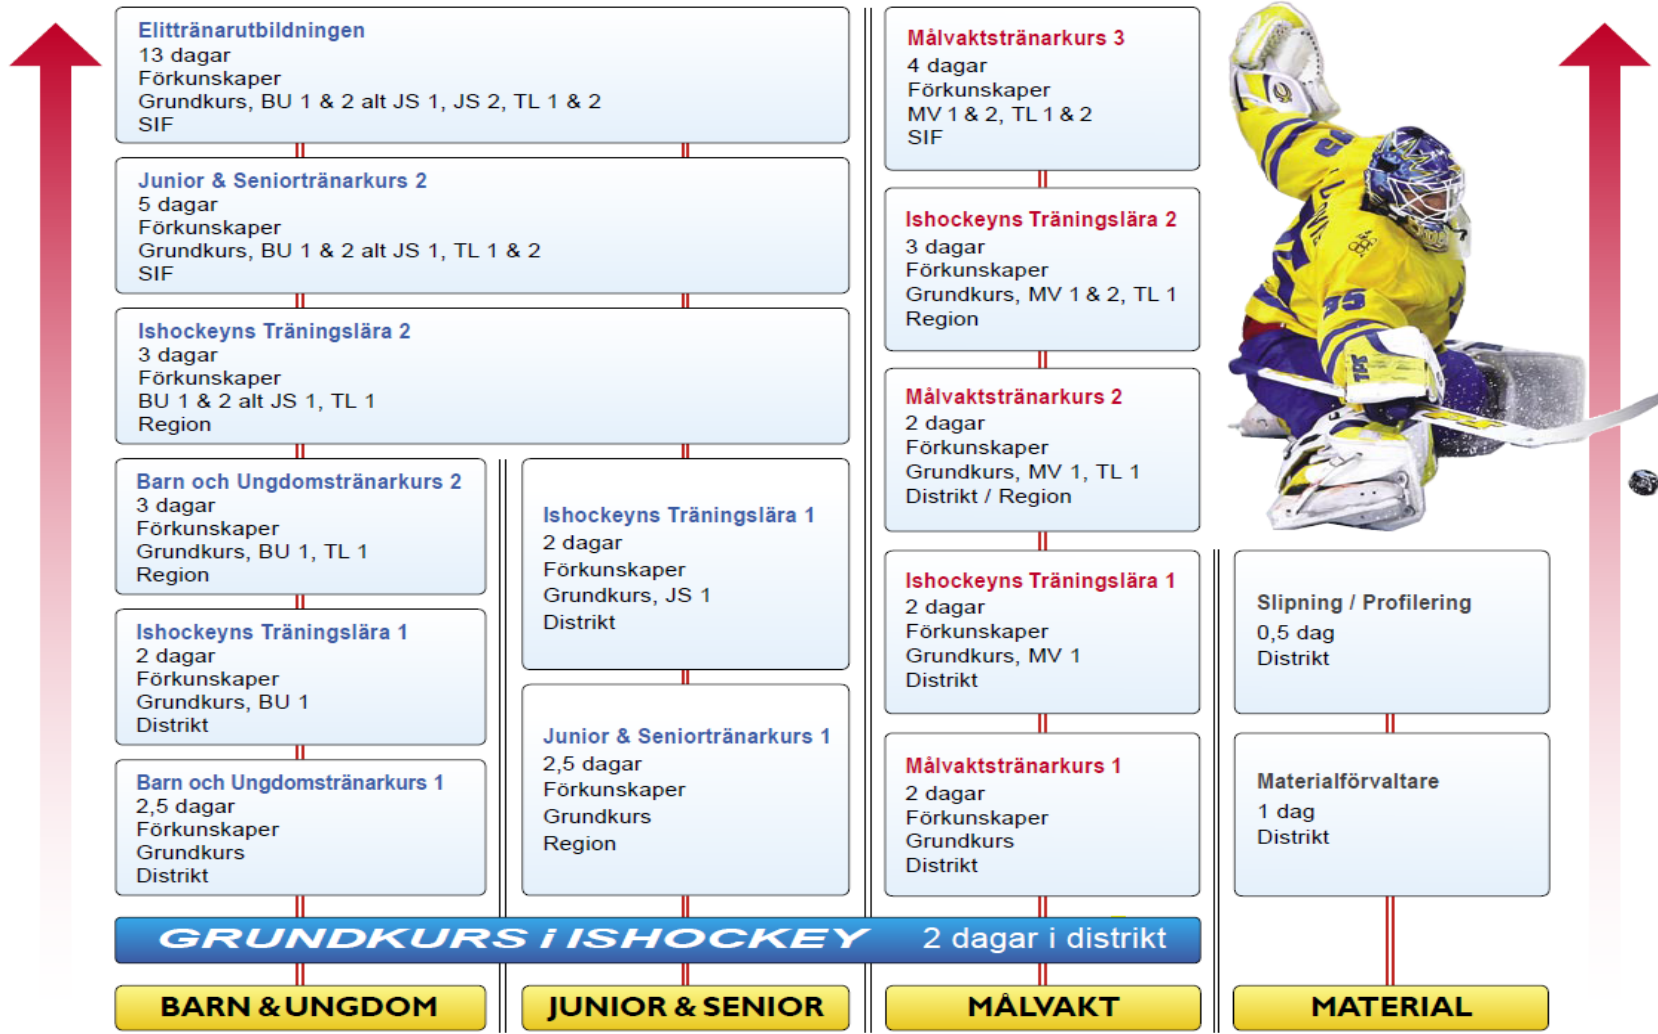 Elittränarutbildningen
13 dagar
Förkunskaper
Grundkurs, BU 1 & 2 alt JS 1, JS 2, TL 1 & 2
SIF
Junior & Seniortränarkurs 2
5 dagar
Förkunskaper
Grundkurs, BU 1 & 2 alt JS 1, TL 1 & 2
SIF
Ishockeyns Träningslära 2
3 dagar
Förkunskaper
BU 1 & 2 alt JS 1, TL 1
Region
Barn och Ungdomstränarkurs 2
3 dagar
Förkunskaper
Grundkurs, BU 1, TL 1
Region
Ishockeyns Träningslära 1
2 dagar
Förkunskaper
Grundkurs, BU 1
Distrikt
Barn och Ungdomstränarkurs 1
2,5 dagar
Förkunskaper
Grundkurs
Distrikt
Ishockeyns Träningslära 1
2 dagar
Förkunskaper
Grundkurs, JS 1
Distrikt
Junior & Seniortränarkurs 1
2,5 dagar
Förkunskaper
Grundkurs
Region
Målvaktstränarkurs 3
4 dagar
Förkunskaper
MV 1 & 2, TL 1 & 2
SIF
Ishockeyns Träningslära 2
3 dagar
Förkunskaper
Grundkurs, MV 1 & 2, TL 1
Region
Målvaktstränarkurs 2
2 dagar
Förkunskaper
Grundkurs, MV 1, TL 1
Distrikt / Region
Ishockeyns Träningslära 1
2 dagar
Förkunskaper
Grundkurs, MV 1
Distrikt
Målvaktstränarkurs 1
2 dagar
Förkunskaper
Grundkurs
Distrikt
Slipning / Profilering
0,5 dag
Distrikt
Materialförvaltare
1 dag
Distrikt
GRUNDKURS i ISHOCKEY 2 dagar i distrikt
BARN & UNGDOM
JUNIOR & SENIOR
MÅLVAKT
MATERIAL
35